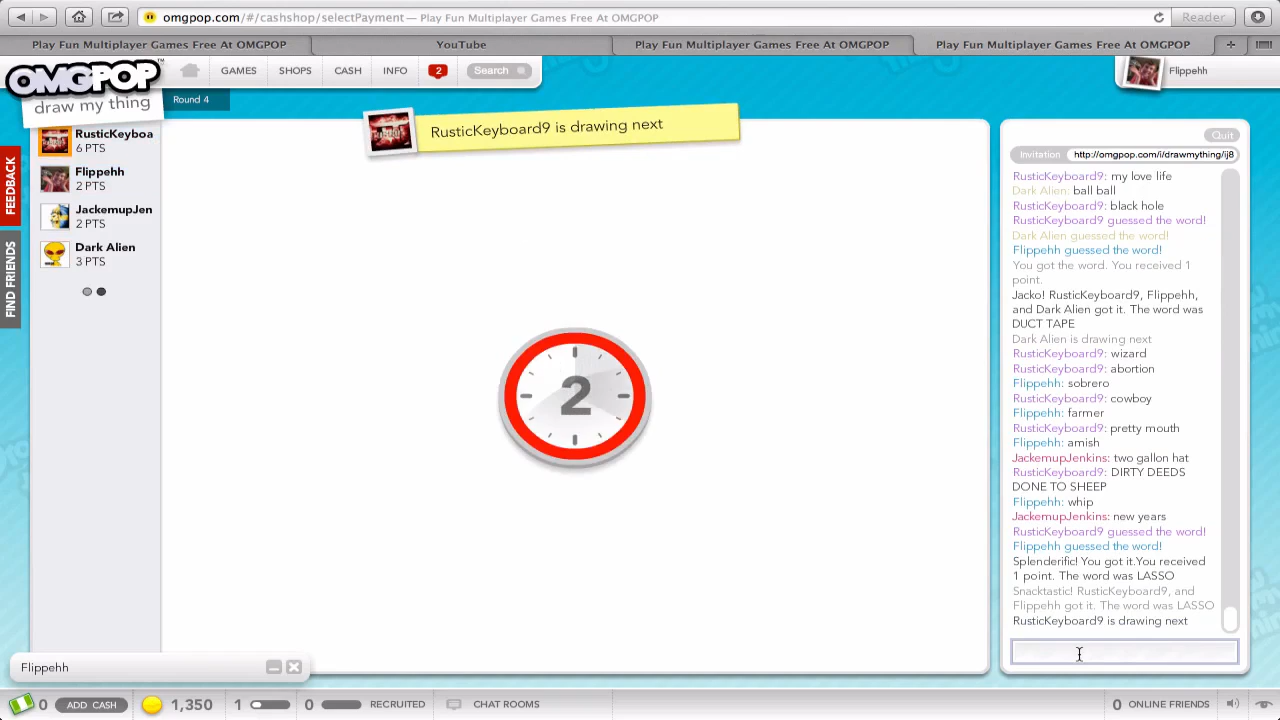 omgpop.com/#/cashshop/selectPayment — Play Fun Multiplayer Games Free At OMGPOP
Reader
Play Fun Multiplayer Games Free At OMGPOP
YouTube
Play Fun Multiplayer Games Free At OMGPOP
Play Fun Multiplayer Games Free At OMGPOP
OMGPOP
draw my thing
GAMES
SHOPS
CASH
INFO
2
Search
Flippehh
Round 4
RusticKeyboard9 is drawing next
FEEDBACK
FIND FRIENDS
RusticKeyboa
6 PTS
Flippehh
2 PTS
JackemupJen
2 PTS
Dark Alien
3 PTS
2
Quit
Invitation http://omgpop.com/i/drawmything/ij8
RusticKeyboard9: my love life
Dark Alien: ball ball
RusticKeyboard9: black hole
RusticKeyboard9 guessed the word!
Dark Alien guessed the word!
Flippehh guessed the word!
You got the word. You received 1
point.
Jacko! RusticKeyboard9, Flippehh,
and Dark Alien got it. The word was
DUCT TAPE
Dark Alien is drawing next
RusticKeyboard9: wizard
RusticKeyboard9: abortion
Flippehh: sobrero
RusticKeyboard9: cowboy
Flippehh: farmer
RusticKeyboard9: pretty mouth
Flippehh: amish
JackemupJenkins: two gallon hat
RusticKeyboard9: DIRTY DEEDS
DONE TO SHEEP
Flippehh: whip
JackemupJenkins: new years
RusticKeyboard9 guessed the word!
Flippehh guessed the word!
Splenderific! You got it.You received
1 point. The word was LASSO
Snacktastic! RusticKeyboard9, and
Flippehh got it. The word was LASSO
RusticKeyboard9 is drawing next
Flippehh
0 ADD CASH
1,350
1
0 RECRUITED
CHAT ROOMS
0 ONLINE FRIENDS